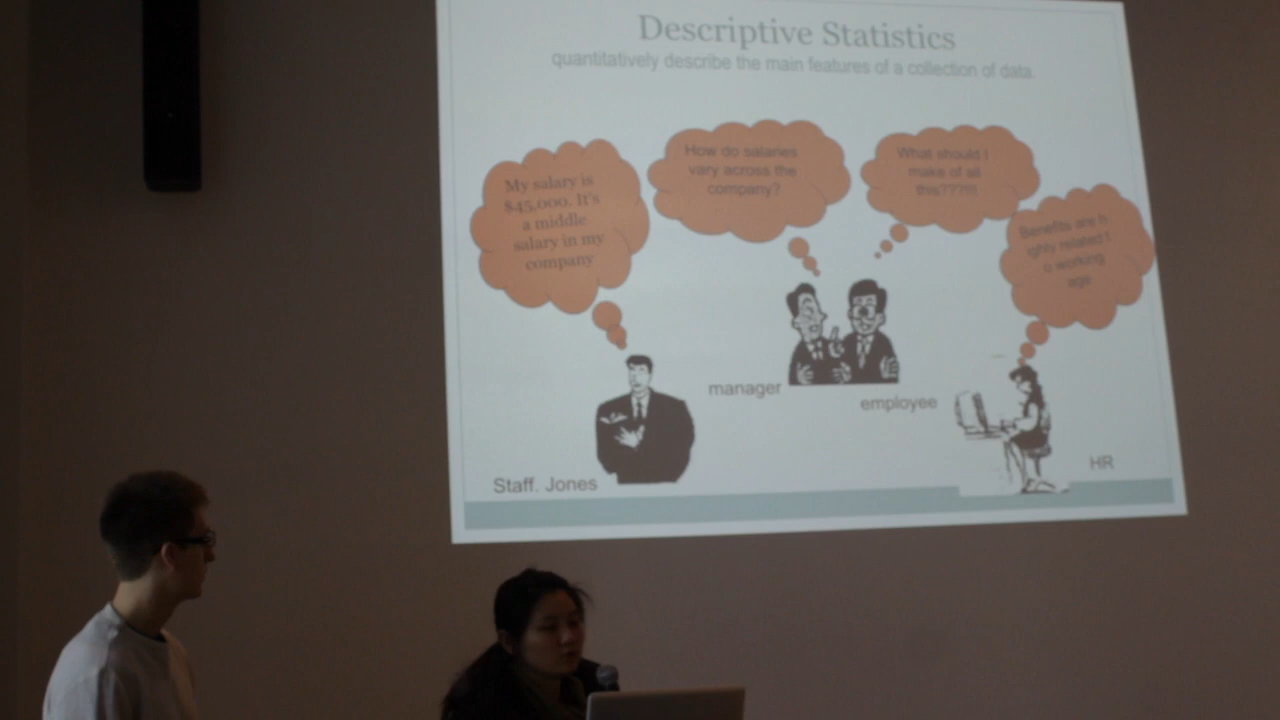 Descriptive Statistics
quantitatively describe the main features of a collection of data.
My salary is
$45,000. It's
a middle
salary in my
company
How do salaries
vary across the
company?
What should I
make of all
this???!!!
Benefits are h
ighly related t
o working
age
manager
employee
Staff. Jones
HR